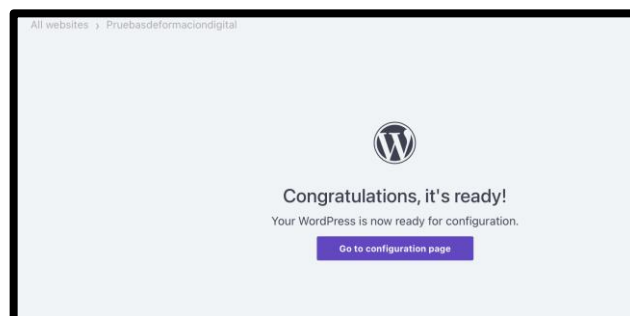 All websites › Pruebasdeformaciondigital
Congratulations, it's ready!
Your WordPress is now ready for configuration.
Go to configuration page